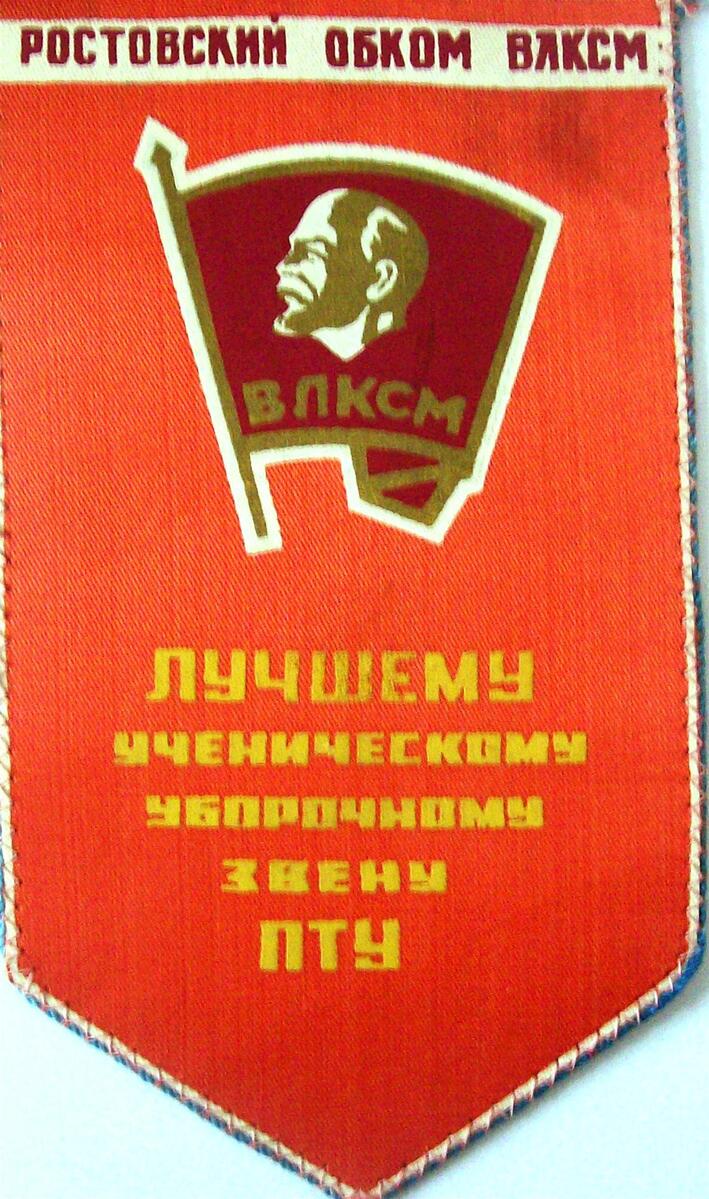 РОСТОВСКИЙ ОБКОМ ВЛКСМ
ВЛКСМ
ЛУЧШЕМУ
УЧЕНИЧЕСКОМУ
УБОРОЧНОМУ
ЗВЕНУ
ПТУ